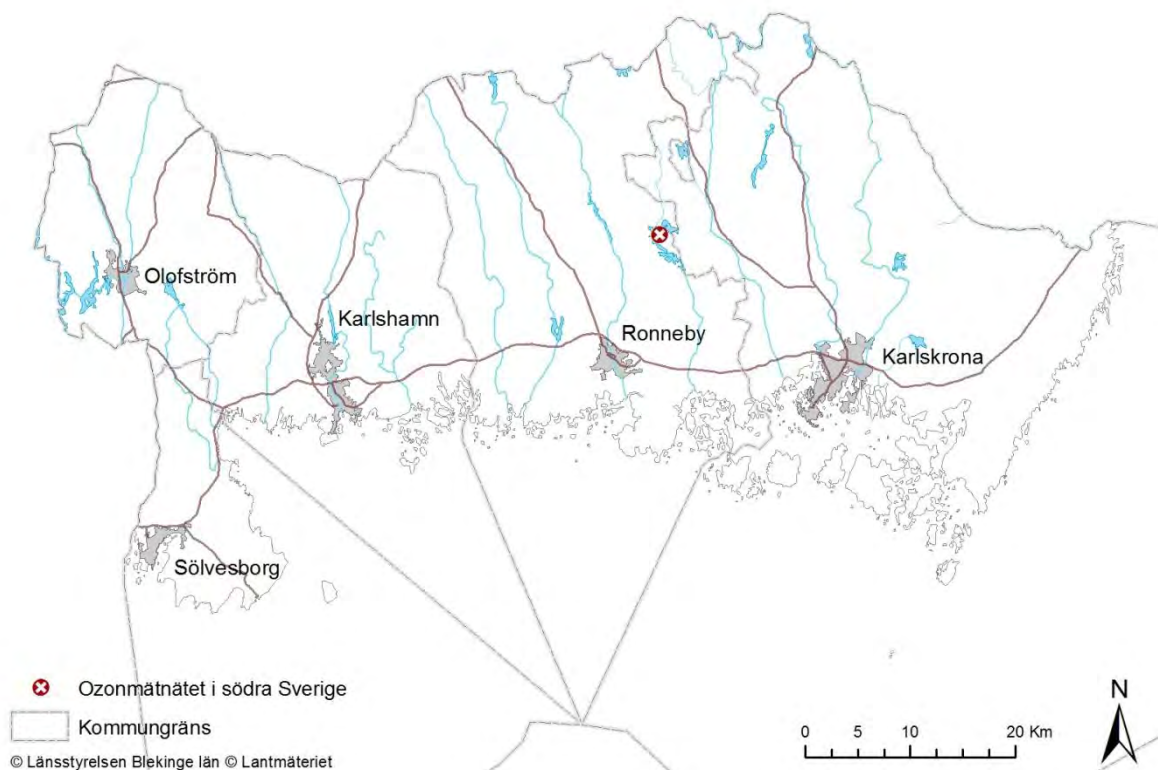 Olofström
Karlshamn
Ronneby
Karlskrona
Sölvesborg
Ozonmätnätet i södra Sverige
Kommungräns
© Länsstyrelsen Blekinge län © Lantmäteriet
0 5 10 20 Km
N